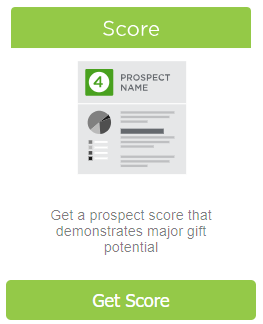 Score
4
PROSPECT
NAME
Get a prospect score that
demonstrates major gift
potential
Get Score